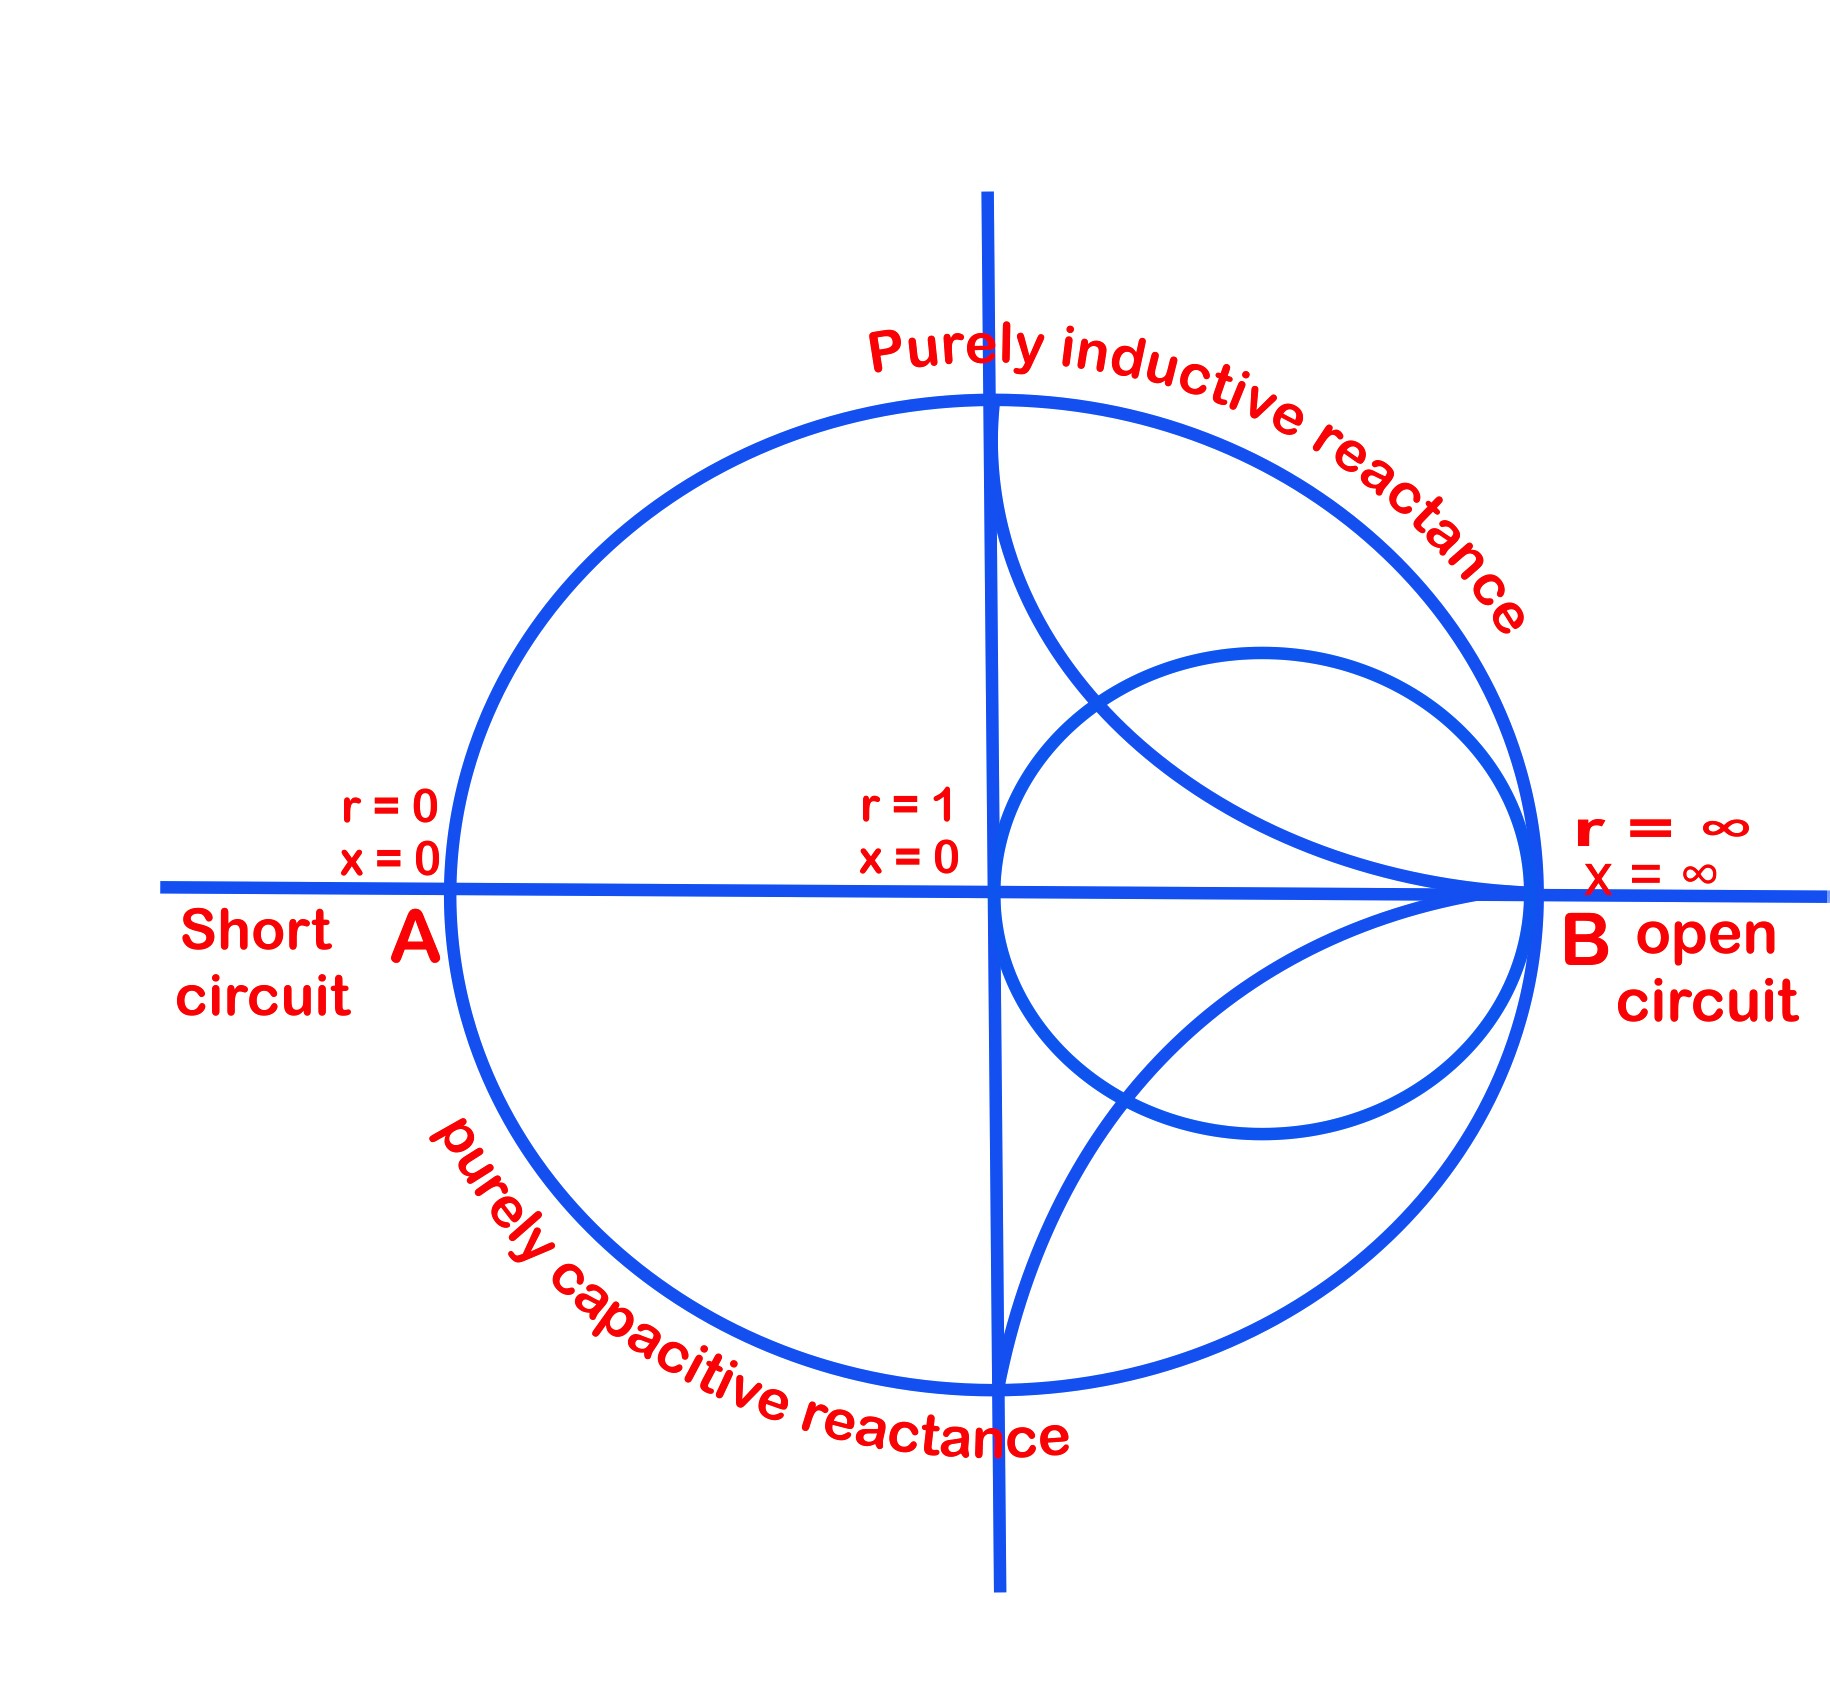 Purely inductive reactance
r = 0
x = 0
r = 1
x = 0
r = ∞
x = ∞
Short
circuit
A
B
open
circuit
purely capacitive reactance